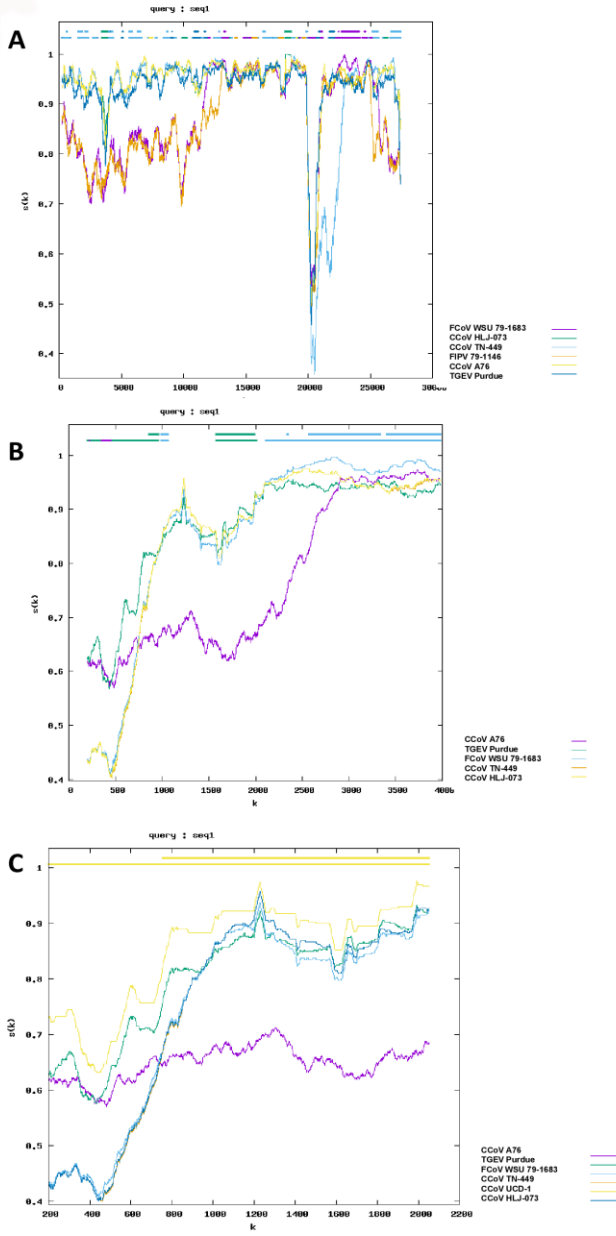 query : seq1
A
1
0.9
0.8
0.7
0.6
0.5
0.4
s(k)
0 5000 10000 15000 20000 25000
FCoV WSU 79-1683
CCoV HLJ-073
CCoV TN-449
FIPV 79-1146
CCoV A76
TGEV Purdue
query : seq1
B
1
0.9
0.8
0.7
0.6
0.5
0.4
s(k)
0 500 1000 1500 2000 2500 3000 3500
k
CCoV A76
TGEV Purdue
FCoV WSU 79-1683
CCoV TN-449
CCoV HLJ-073
query : seq1
C
1
0.9
0.8
0.7
0.6
0.5
0.4
s(k)
200 400 600 800 1000 1200 1400 1600 1800 2000 2200
k
CCoV A76
TGEV Purdue
FCoV WSU 79-1683
CCoV TN-449
CCoV UCD-1
CCoV HLJ-073